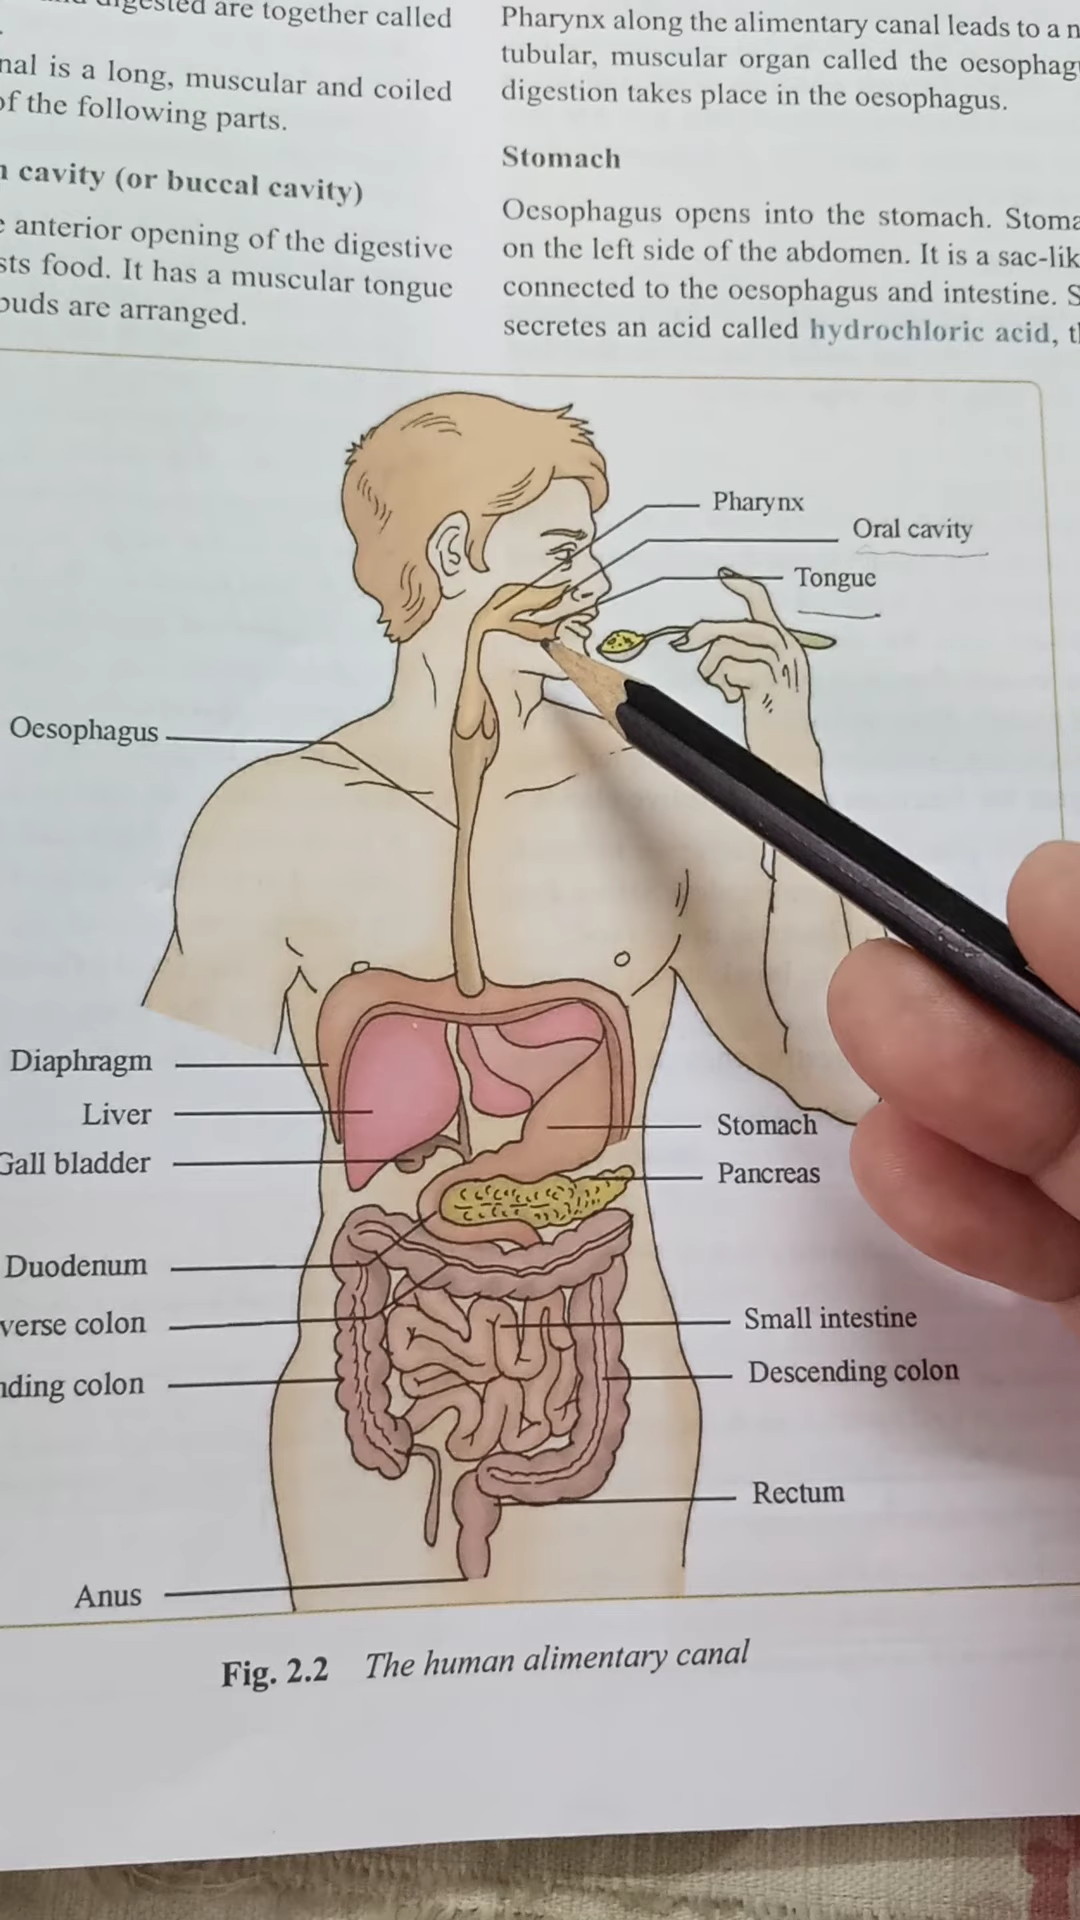 digested are together called
nal is a long, muscular and coiled
of the following parts.
cavity (or buccal cavity)
anterior opening of the digestive
sts food. It has a muscular tongue
buds are arranged.
Pharynx along the alimentary canal leads to a n
tubular, muscular organ called the oesophag
digestion takes place in the oesophagus.
Stomach
Oesophagus opens into the stomach. Stoma
on the left side of the abdomen. It is a sac-lik
connected to the oesophagus and intestine. S
secretes an acid called hydrochloric acid, t
Pharynx
Oral cavity
Tongue
Oesophagus
Diaphragm
Liver
Gall bladder
Stomach
Pancreas
Duodenum
verse colon
nding colon
Small intestine
Descending colon
Rectum
Anus
Fig. 2.2 The human alimentary canal